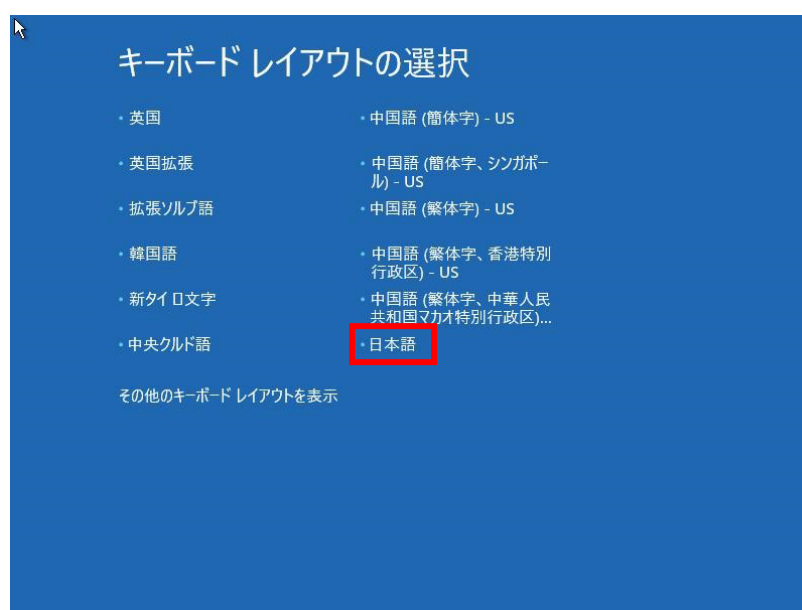 キーボード レイアウトの選択
・英国
・英国拡張
・拡張ソルブ語
・韓国語
・新タイ ロ文字
・中央クルド語
・中国語 (簡体字) - US
・中国語 (簡体字、シンガポー
ル) - US
・中国語 (繁体字) - US
・中国語 (繁体字、香港特別
行政区) - US
・中国語 (繁体字、中華人民
共和国マカオ特別行政区)...
・日本語
その他のキーボード レイアウトを表示